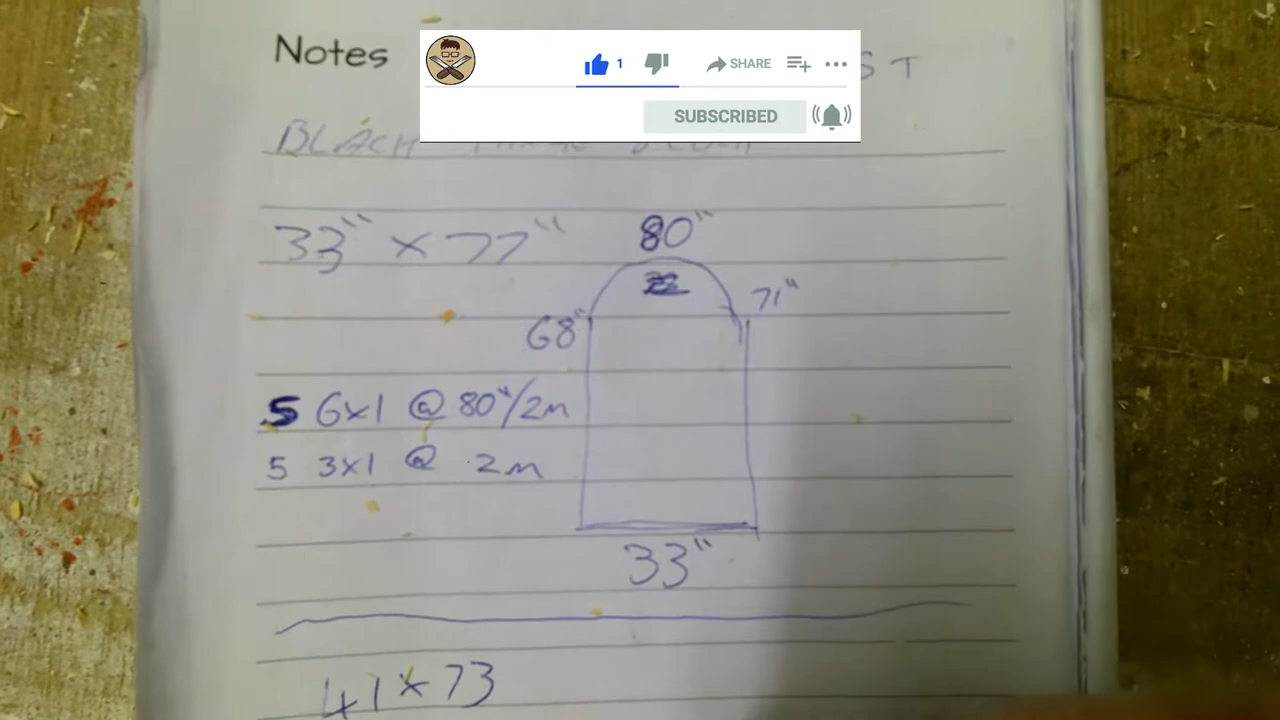 Notes
1 SHARE
ST
SUBSCRIBED
33" x 77"
80"
71"
68"
5 6x1 @ 80"/2m
5 3x1 @ 2m
33"
41 x 73